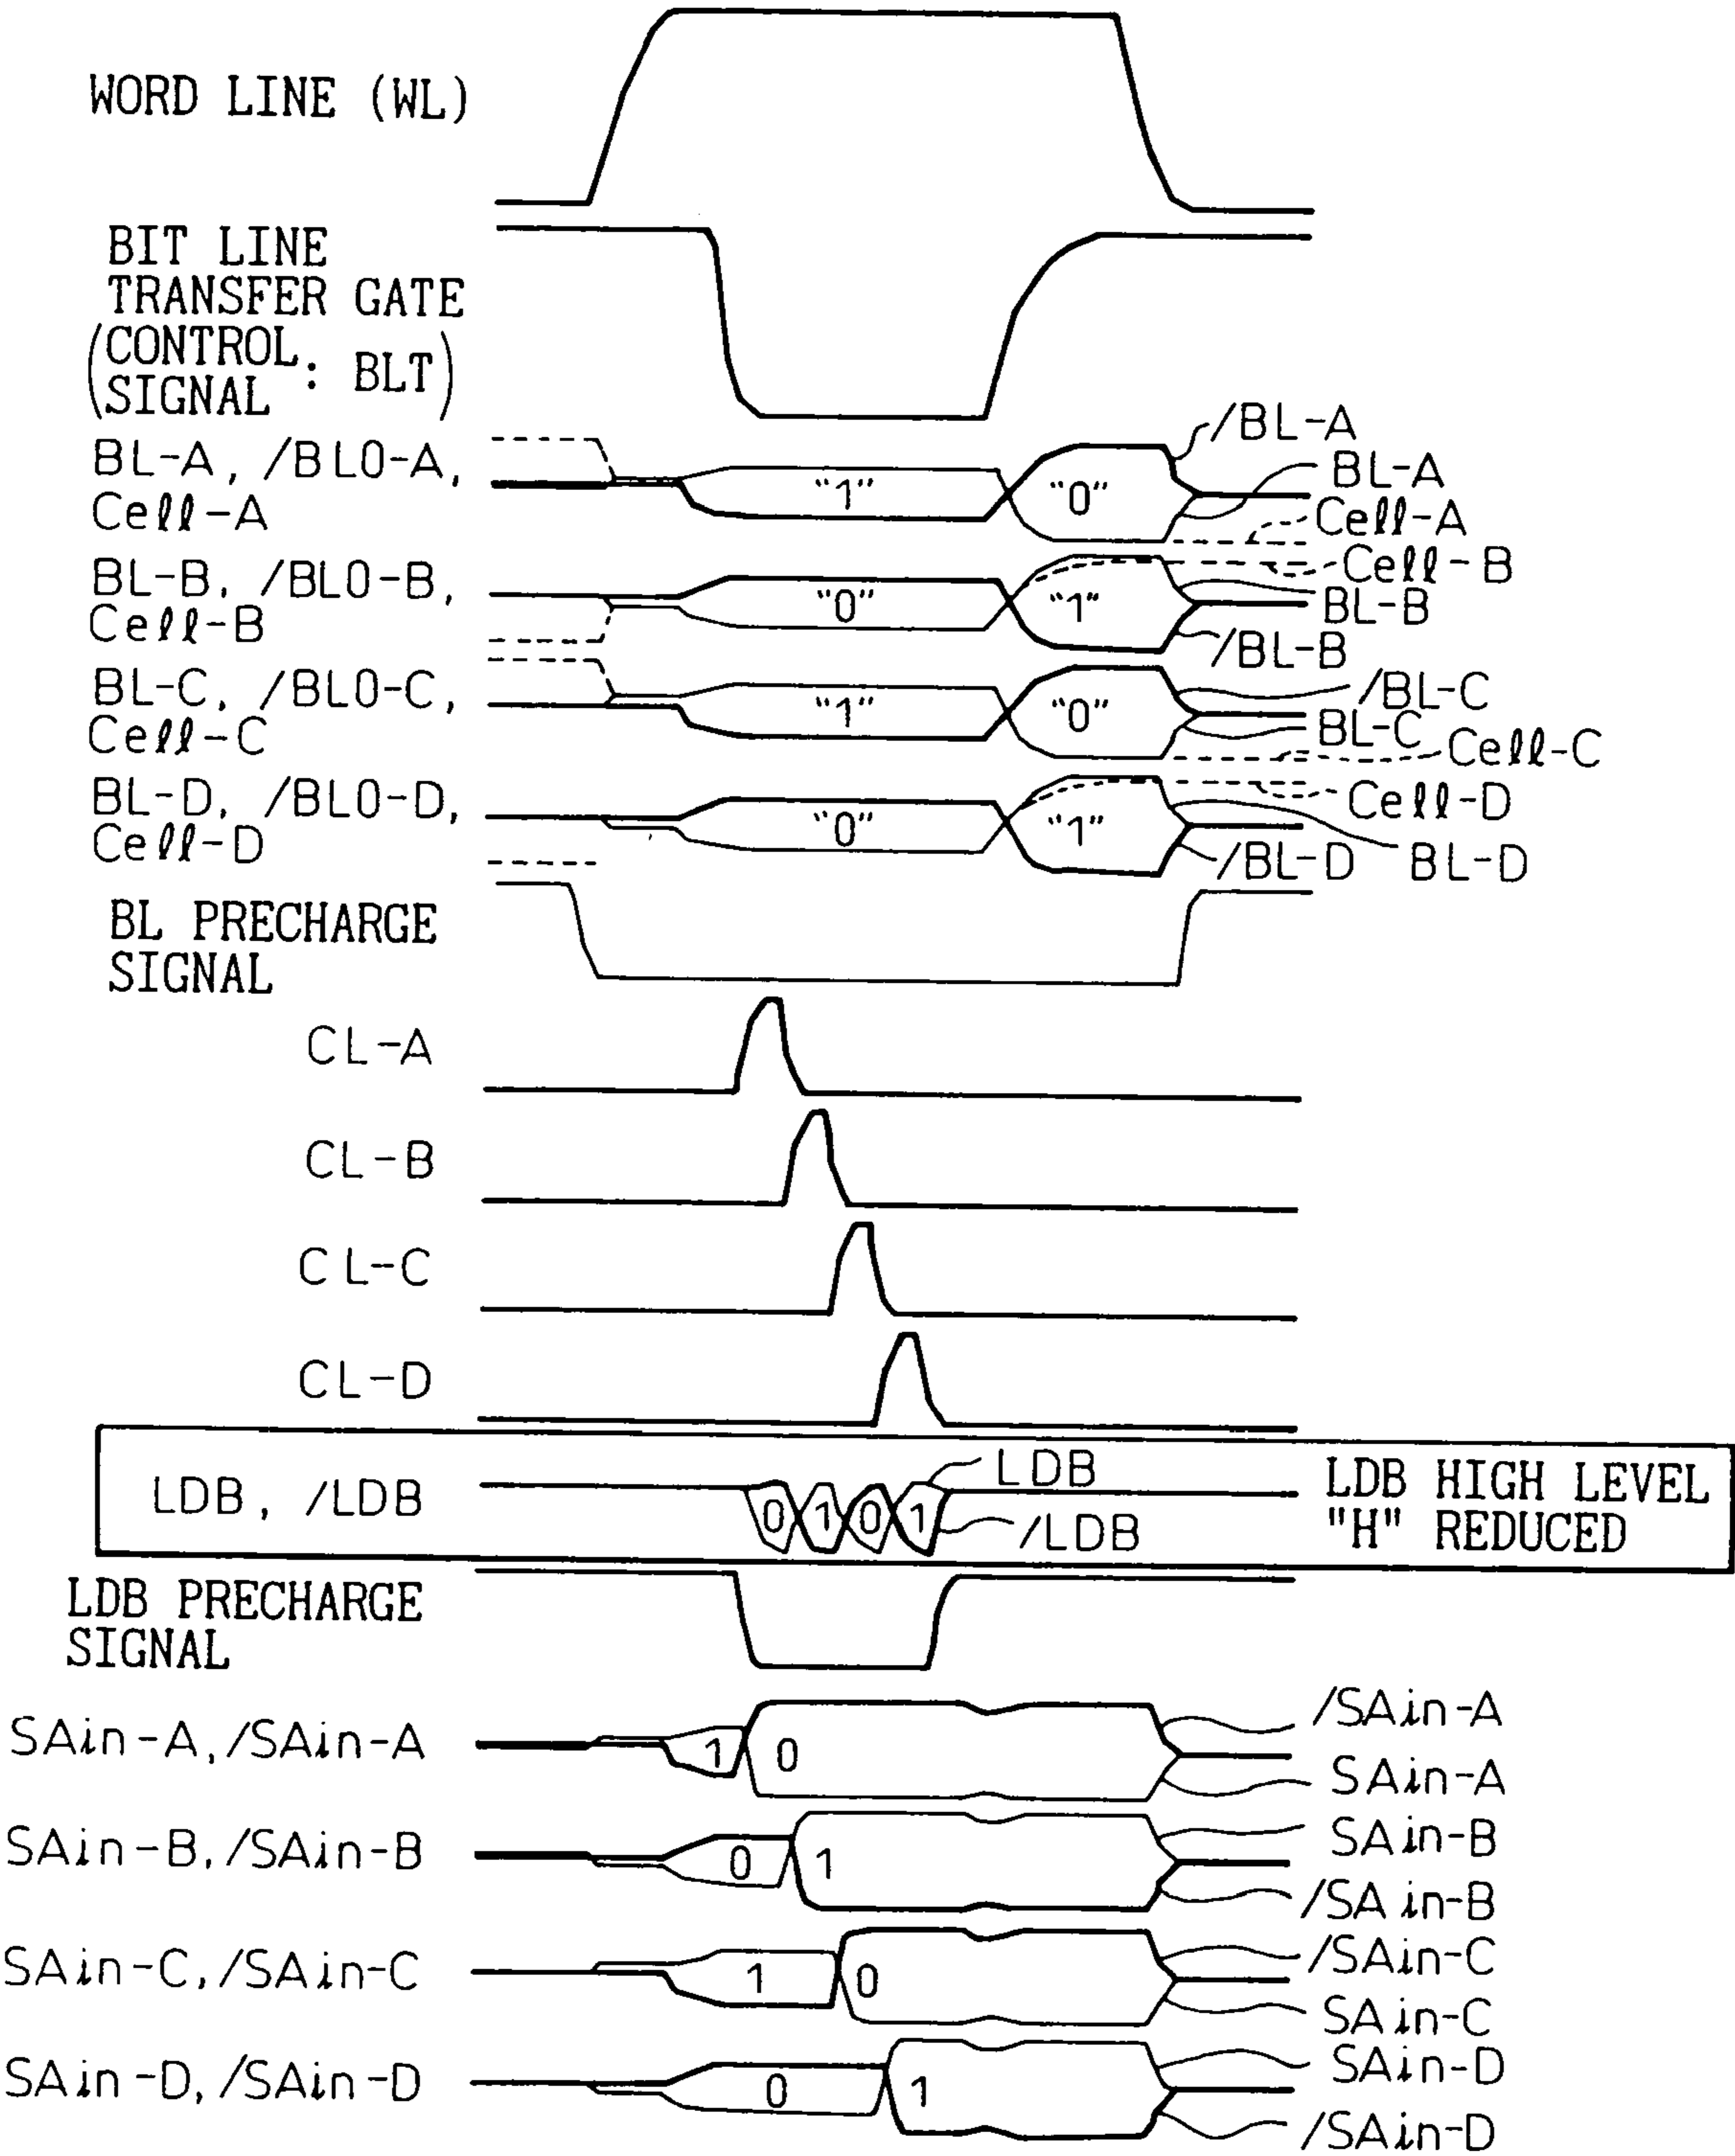 WORD LINE (WL)
BIT LINE
TRANSFER GATE
(CONTROL SIGNAL : BLT)
BL-A, /BLO-A,
Cell-A
"1"
"0"
/BL-A
BL-A
Cell-A
BL-B, /BLO-B,
Cell-B
"0"
"1"
Cell-B
BL-B
/BL-B
BL-C, /BLO-C,
Cell-C
"1"
"0"
/BL-C
BL-C
Cell-C
BL-D, /BLO-D,
Cell-D
"0"
"1"
Cell-D
/BL-D
BL-D
BL PRECHARGE
SIGNAL
CL-A
CL-B
CL-C
CL-D
LDB, /LDB
0 1 0 1
LDB
/LDB
LDB HIGH LEVEL
"H" REDUCED
LDB PRECHARGE
SIGNAL
SAin-A, /SAin-A
1 0
/SAin-A
SAin-A
SAin-B, /SAin-B
0 1
SAin-B
/SAin-B
SAin-C, /SAin-C
1 0
/SAin-C
SAin-C
SAin-D, /SAin-D
0 1
SAin-D
/SAin-D